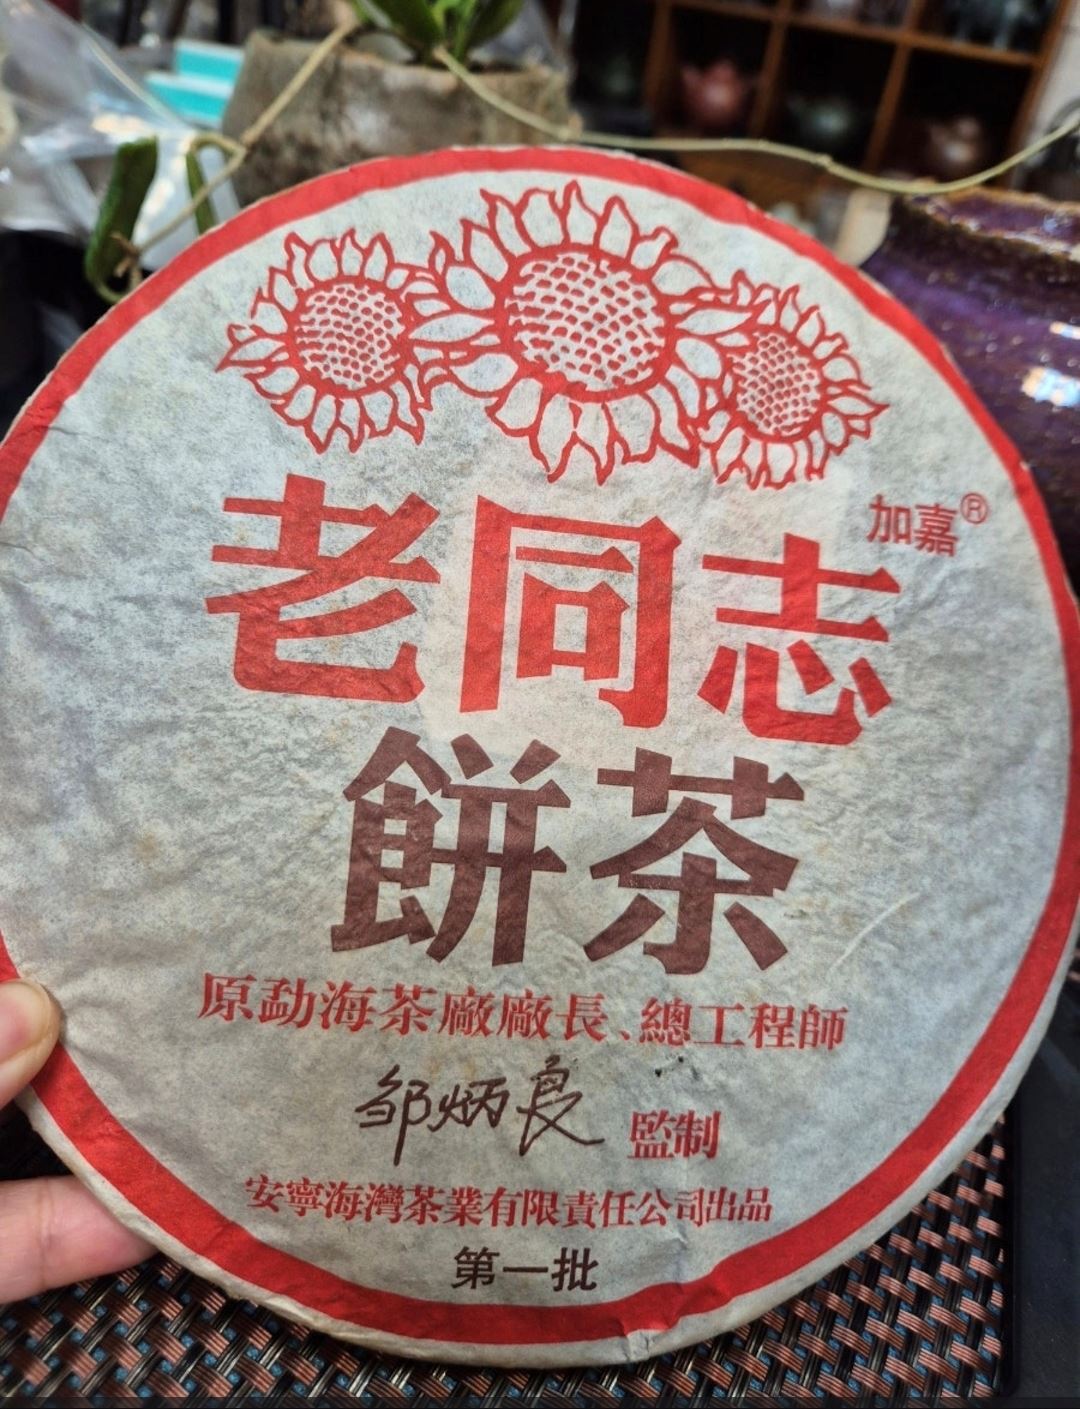 加嘉®
老同志
餅茶
原勐海茶廠廠長、總工程師
邹炳良 監制
安寧海灣茶業有限責任公司出品
第一批